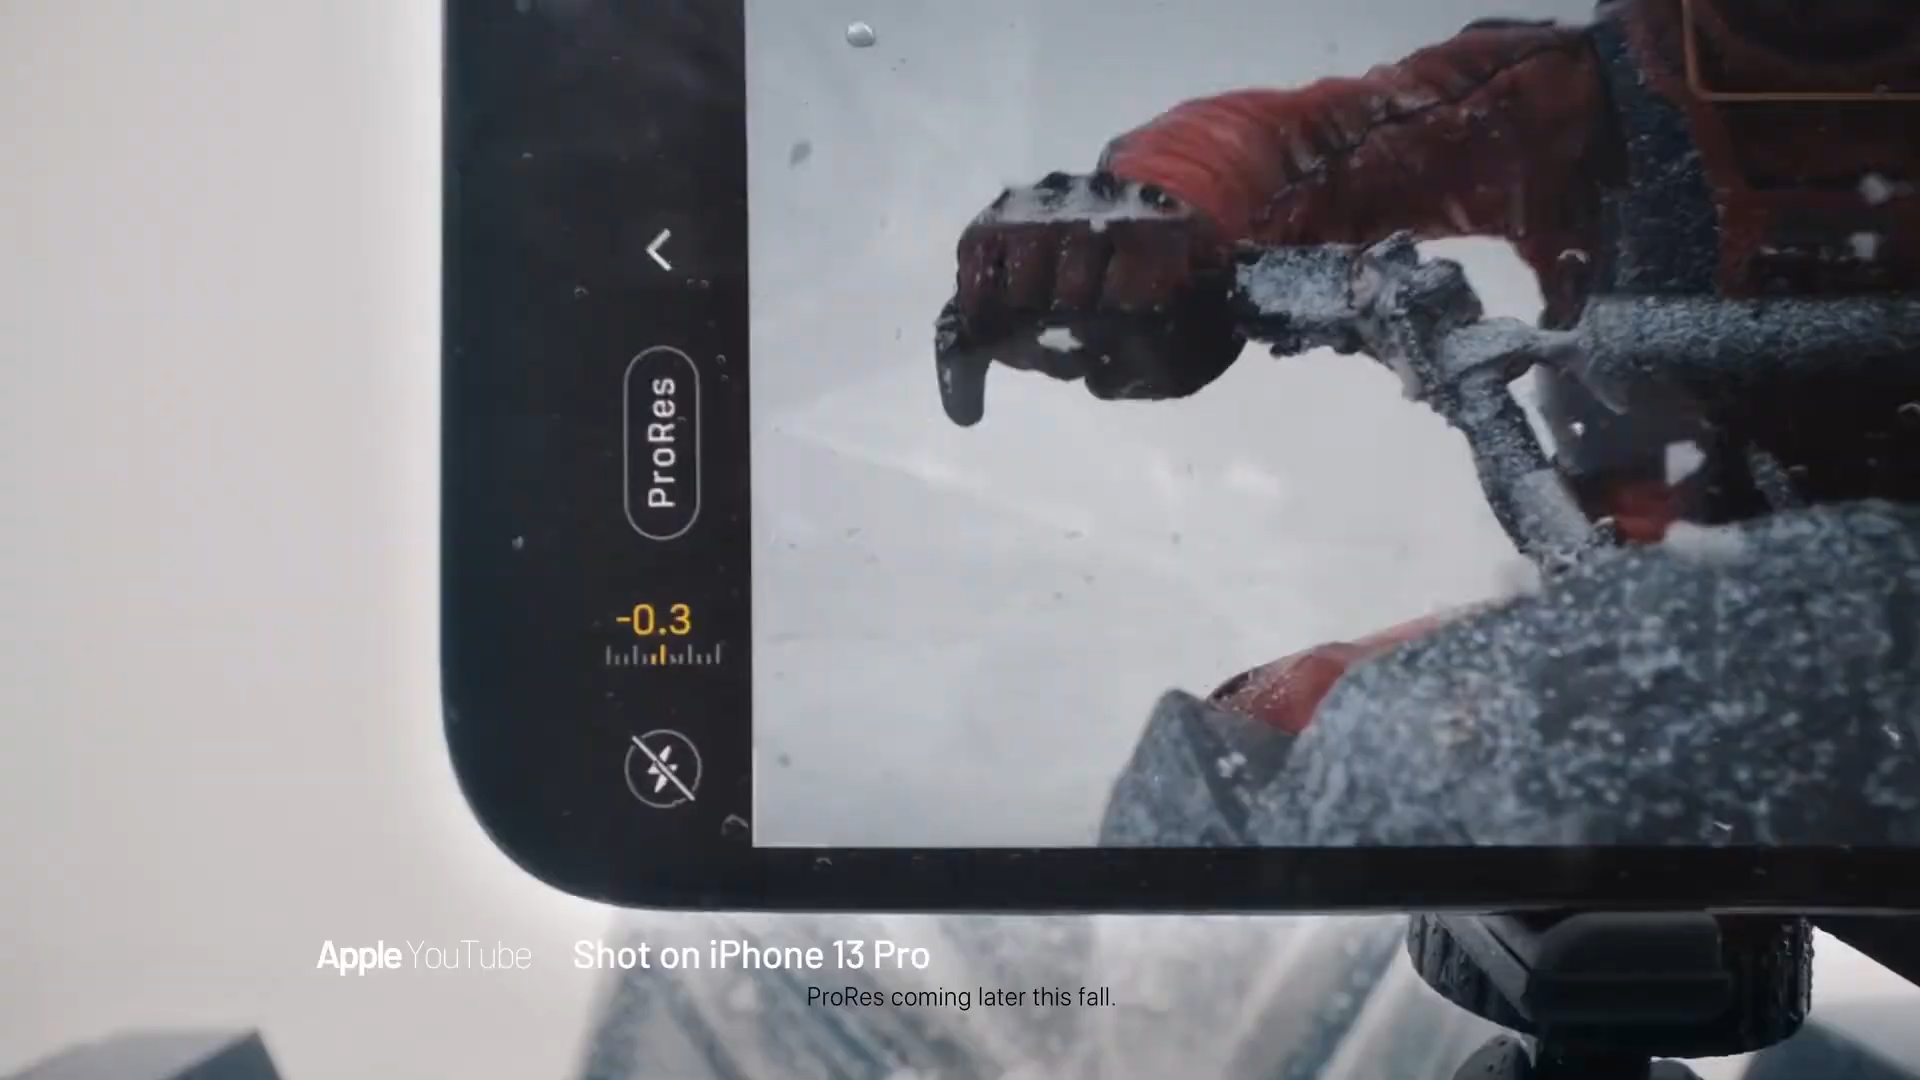 ProRes
-0.3
Apple YouTube Shot on iPhone 13 Pro
ProRes coming later this fall.